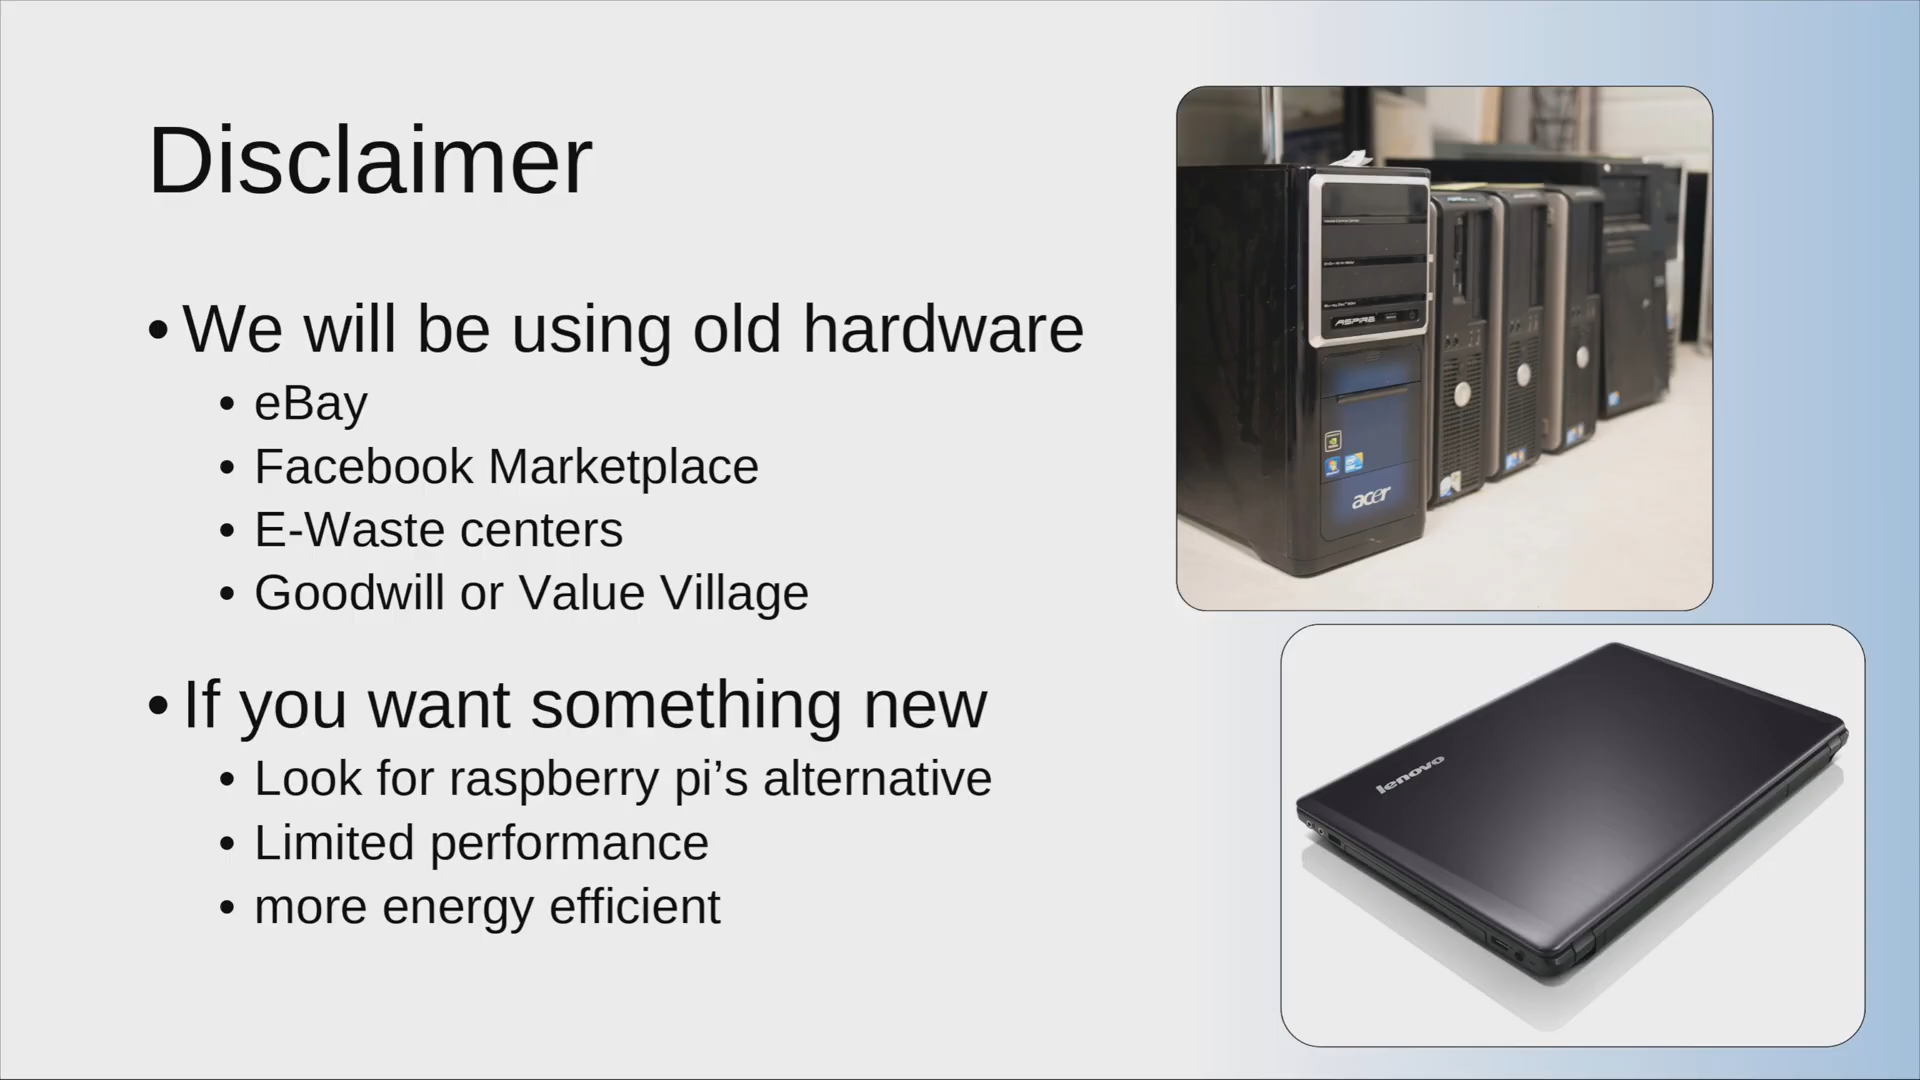 Disclaimer
• We will be using old hardware
• eBay
• Facebook Marketplace
• E-Waste centers
• Goodwill or Value Village
• If you want something new
• Look for raspberry pi’s alternative
• Limited performance
• more energy efficient
ASPIRE
acer
lenovo